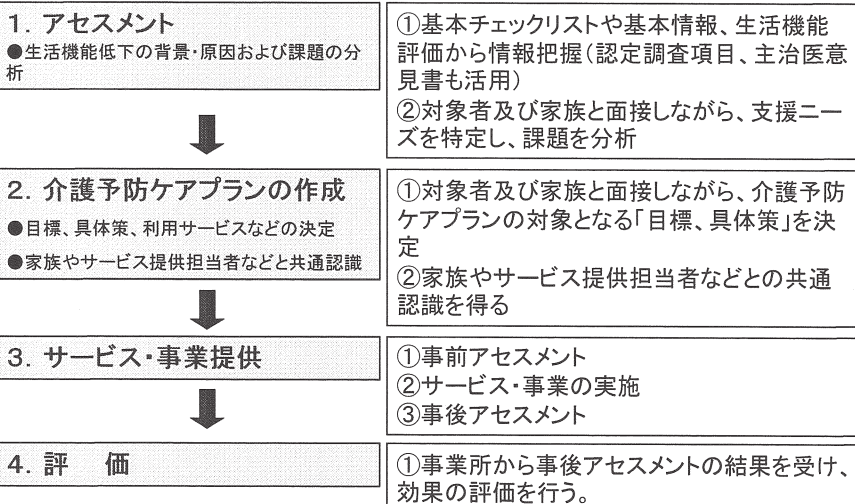 1．アセスメント
●生活機能低下の背景・原因および課題の分
析
①基本チェックリストや基本情報、生活機能
評価から情報把握（認定調査項目、主治医意
見書も活用）
②対象者及び家族と面接しながら、支援ニー
ズを特定し、課題を分析
2．介護予防ケアプランの作成
●目標、具体策、利用サービスなどの決定
●家族やサービス提供担当者などと共通認識
①対象者及び家族と面接しながら、介護予防
ケアプランの対象となる「目標、具体策」を決
定
②家族やサービス提供担当者などとの共通
認識を得る
3．サービス・事業提供
①事前アセスメント
②サービス・事業の実施
③事後アセスメント
4．評　価
①事業所から事後アセスメントの結果を受け、
効果の評価を行う。